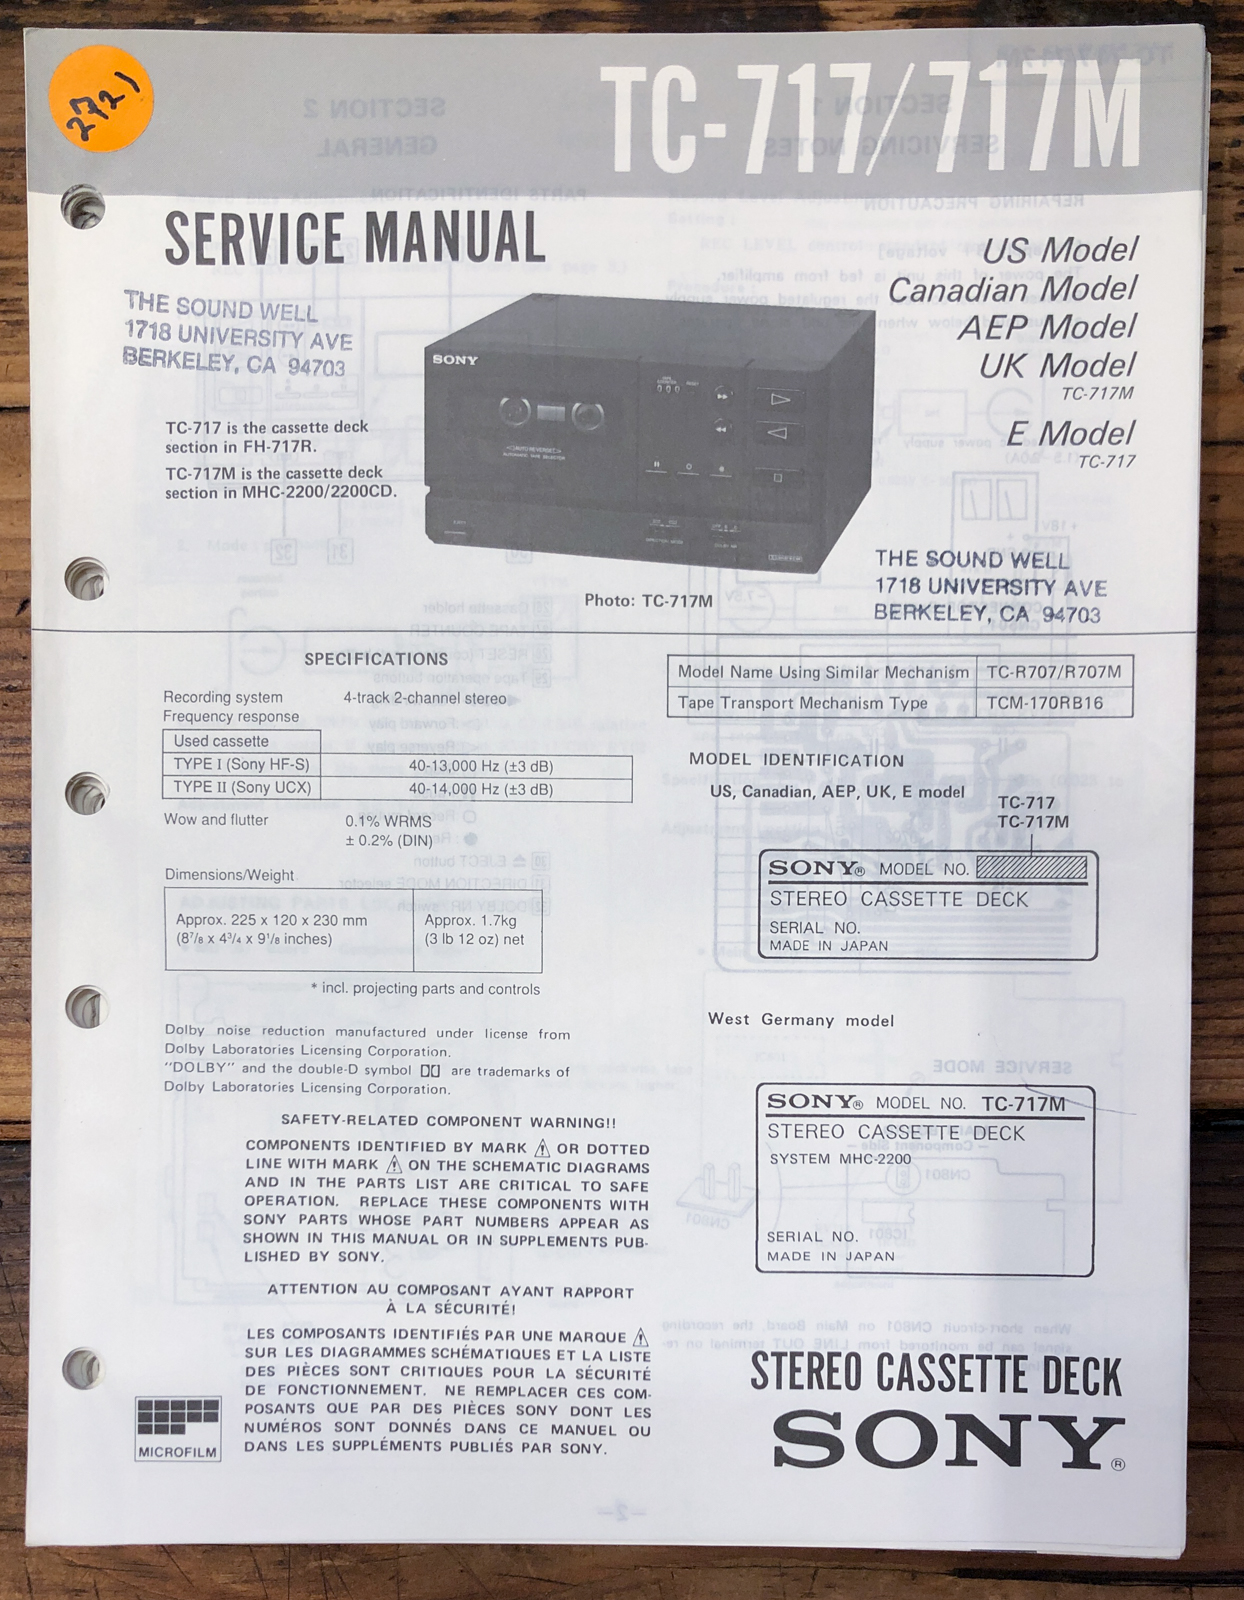 2721
TC-717/717M
SERVICE MANUAL
US Model
Canadian Model
AEP Model
UK Model
TC-717M
E Model
TC-717
THE SOUND WELL
1718 UNIVERSITY AVE
BERKELEY, CA 94703
TC-717 is the cassette deck
section in FH-717R.
TC-717M is the cassette deck
section in MHC-2200/2200CD.
SONY
Photo: TC-717M
THE SOUND WELL
1718 UNIVERSITY AVE
BERKELEY, CA 94703
SPECIFICATIONS
Recording system 4-track 2-channel stereo
Frequency response
Used cassette
TYPE I (Sony HF-S) 40-13,000 Hz (±3 dB)
TYPE II (Sony UCX) 40-14,000 Hz (±3 dB)
Wow and flutter 0.1% WRMS
± 0.2% (DIN)
Dimensions/Weight
Approx. 225 x 120 x 230 mm Approx. 1.7kg
(8 7/8 x 4 3/4 x 9 1/8 inches) (3 lb 12 oz) net
* incl. projecting parts and controls
Dolby noise reduction manufactured under license from
Dolby Laboratories Licensing Corporation.
"DOLBY" and the double-D symbol are trademarks of
Dolby Laboratories Licensing Corporation.
SAFETY-RELATED COMPONENT WARNING!!
COMPONENTS IDENTIFIED BY MARK ⚠ OR DOTTED
LINE WITH MARK ⚠ ON THE SCHEMATIC DIAGRAMS
AND IN THE PARTS LIST ARE CRITICAL TO SAFE
OPERATION. REPLACE THESE COMPONENTS WITH
SONY PARTS WHOSE PART NUMBERS APPEAR AS
SHOWN IN THIS MANUAL OR IN SUPPLEMENTS PUB-
LISHED BY SONY.
ATTENTION AU COMPOSANT AYANT RAPPORT
À LA SÉCURITÉ!
LES COMPOSANTS IDENTIFIÉS PAR UNE MARQUE ⚠
SUR LES DIAGRAMMES SCHÉMATIQUES ET LA LISTE
DES PIÈCES SONT CRITIQUES POUR LA SÉCURITÉ
DE FONCTIONNEMENT. NE REMPLACER CES COM-
POSANTS QUE PAR DES PIÈCES SONY DONT LES
NUMÉROS SONT DONNÉS DANS CE MANUEL OU
DANS LES SUPPLÉMENTS PUBLIÉS PAR SONY.
MICROFILM
Model Name Using Similar Mechanism TC-R707/R707M
Tape Transport Mechanism Type TCM-170RB16
MODEL IDENTIFICATION
US, Canadian, AEP, UK, E model
TC-717
TC-717M
SONY® MODEL NO.
STEREO CASSETTE DECK
SERIAL NO.
MADE IN JAPAN
West Germany model
SONY® MODEL NO. TC-717M
STEREO CASSETTE DECK
SYSTEM MHC-2200
SERIAL NO.
MADE IN JAPAN
STEREO CASSETTE DECK
SONY®